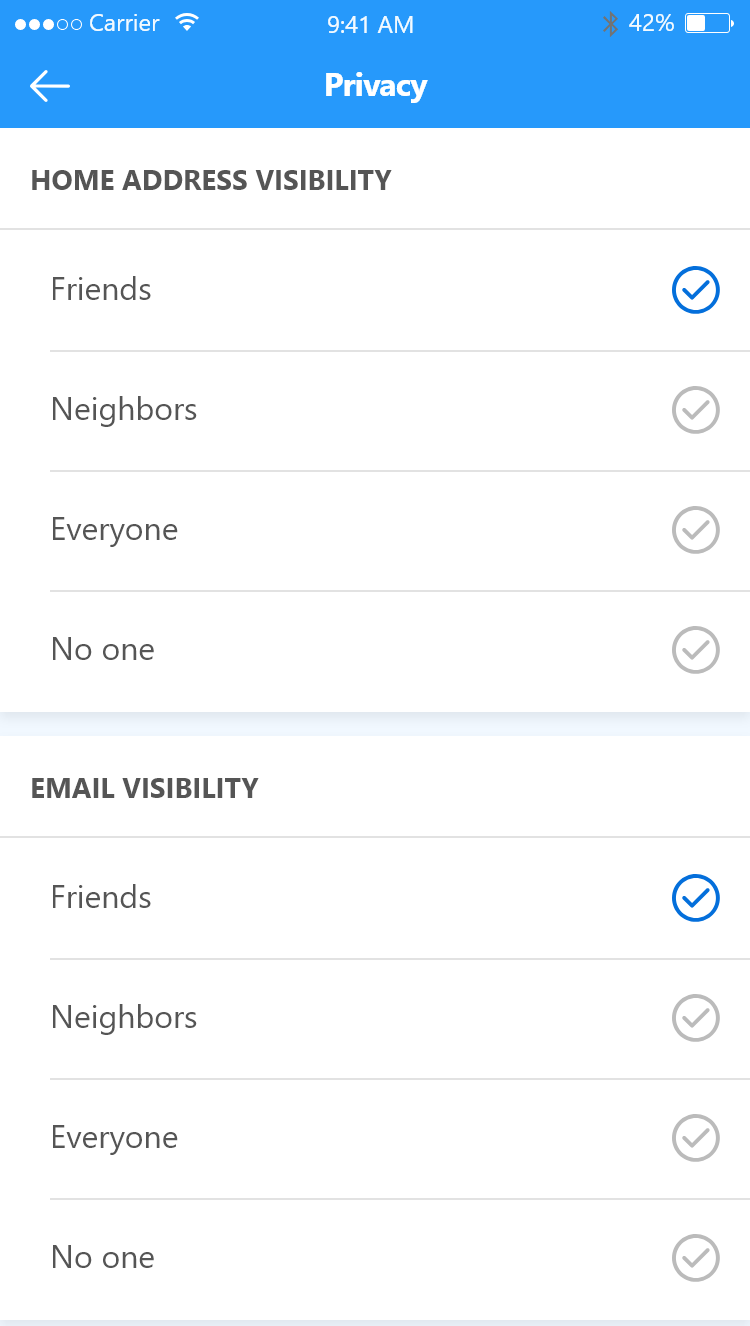 Carrier 9:41 AM 42%
Privacy
HOME ADDRESS VISIBILITY
Friends
Neighbors
Everyone
No one
EMAIL VISIBILITY
Friends
Neighbors
Everyone
No one